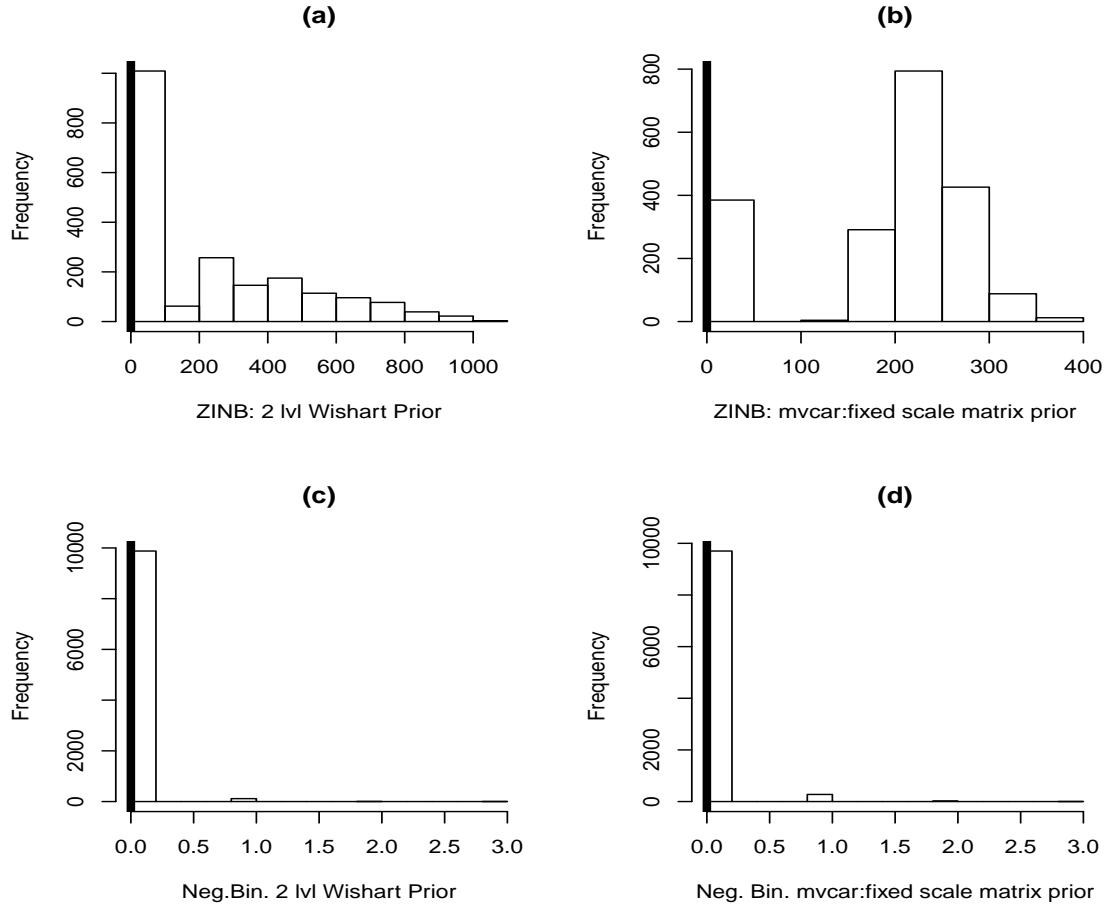 (a)
Frequency
0 200 400 600 800
0 200 400 600 800 1000
ZINB: 2 lvl Wishart Prior
(b)
Frequency
0 200 400 600 800
0 100 200 300 400
ZINB: mvcar:fixed scale matrix prior
(c)
Frequency
0 2000 6000 10000
0.0 0.5 1.0 1.5 2.0 2.5 3.0
Neg.Bin. 2 lvl Wishart Prior
(d)
Frequency
0 2000 6000 10000
0.0 0.5 1.0 1.5 2.0 2.5 3.0
Neg. Bin. mvcar:fixed scale matrix prior